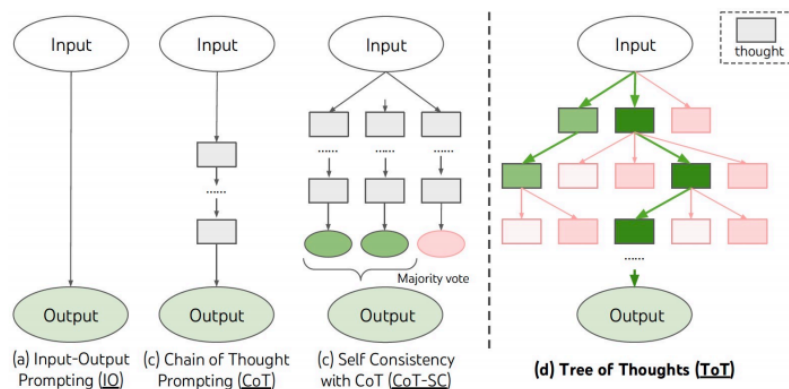 Input
Input
Input
Input
thought
......
......
......
......
Majority vote
......
Output
Output
Output
Output
(a) Input-Output
Prompting (IO)
(c) Chain of Thought
Prompting (CoT)
(c) Self Consistency
with CoT (CoT-SC)
(d) Tree of Thoughts (ToT)